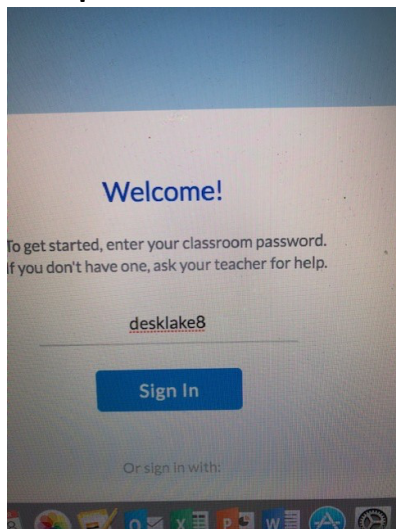 Welcome!
To get started, enter your classroom password.
If you don't have one, ask your teacher for help.
desklake8
Sign In
Or sign in with: